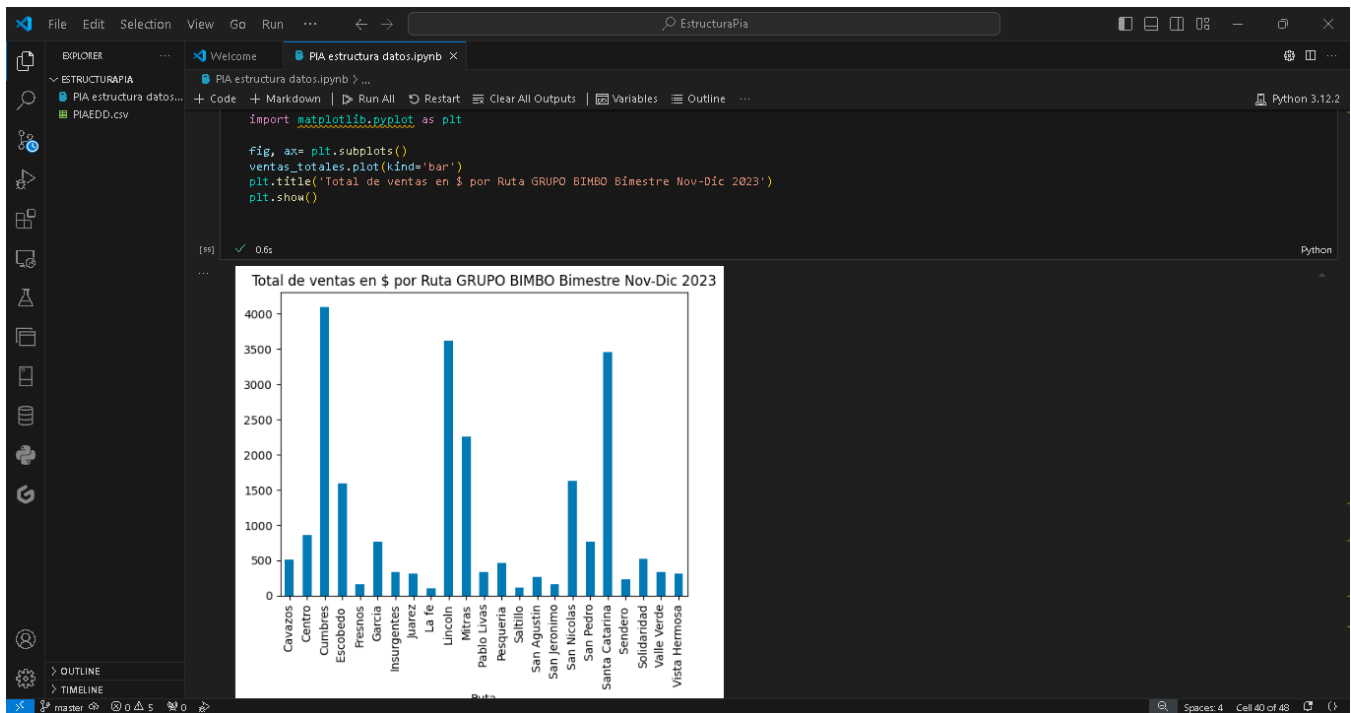 File Edit Selection View Go Run ··· ← → EstructuraPia
EXPLORER ···
ESTRUCTURAPIA
PIA estructura datos...
PIAEDD.csv
OUTLINE
TIMELINE
Welcome PIA estructura datos.ipynb ×
PIA estructura datos.ipynb > ...
+ Code + Markdown | Run All Restart Clear All Outputs | Variables Outline ··· Python 3.12.2
import matplotlib.pyplot as plt
fig, ax= plt.subplots()
ventas_totales.plot(kind='bar')
plt.title('Total de ventas en $ por Ruta GRUPO BIMBO Bimestre Nov-Dic 2023')
plt.show()
[55] ✓ 0.6s Python
...
Total de ventas en $ por Ruta GRUPO BIMBO Bimestre Nov-Dic 2023
4000
3500
3000
2500
2000
1500
1000
500
0
Cavazos
Centro
Cumbres
Escobedo
Fresnos
Garcia
Insurgentes
Juarez
La fe
Lincoln
Mitras
Pablo Livas
Pesqueria
Saltillo
San Agustin
San Jeronimo
San Nicolas
San Pedro
Santa Catarina
Sendero
Solidaridad
Valle Verde
Vista Hermosa
Ruta
master 0 5 0 Spaces: 4 Cell 40 of 48